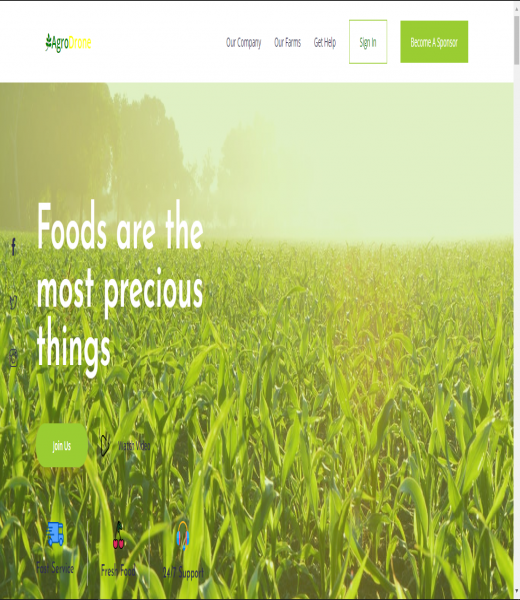 AgroDrone
Our Company
Our Farms
Get Help
Sign In
Become A Sponsor
Foods are the
most precious
things
Join Us
Watch Video
Fast Service
Fresh Food
24/7 Support